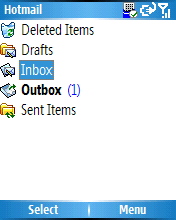 Hotmail
Deleted Items
Drafts
Inbox
Outbox (1)
Sent Items
Select Menu